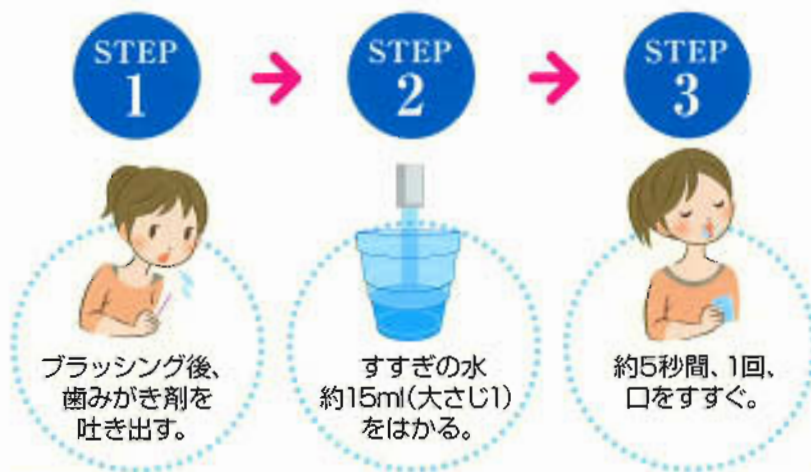 STEP
1
STEP
2
STEP
3
ブラッシング後、
歯みがき剤を
吐き出す。
すすぎの水
約15ml(大さじ1)
をはかる。
約5秒間、1回、
口をすすぐ。